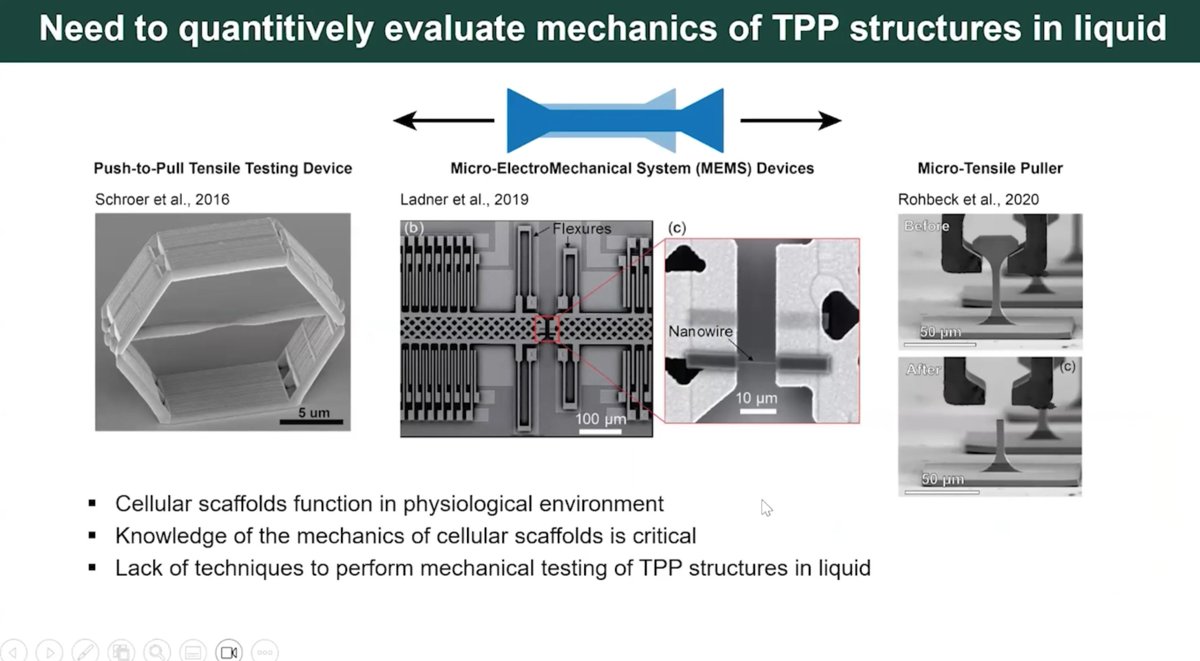 Need to quantitively evaluate mechanics of TPP structures in liquid
Push-to-Pull Tensile Testing Device
Schroer et al., 2016
5 um
Micro-ElectroMechanical System (MEMS) Devices
Ladner et al., 2019
(b)
Flexures
100 µm
(c)
Nanowire
10 µm
Micro-Tensile Puller
Rohbeck et al., 2020
Before
50 µm
After
(c)
50 µm
▪ Cellular scaffolds function in physiological environment
▪ Knowledge of the mechanics of cellular scaffolds is critical
▪ Lack of techniques to perform mechanical testing of TPP structures in liquid